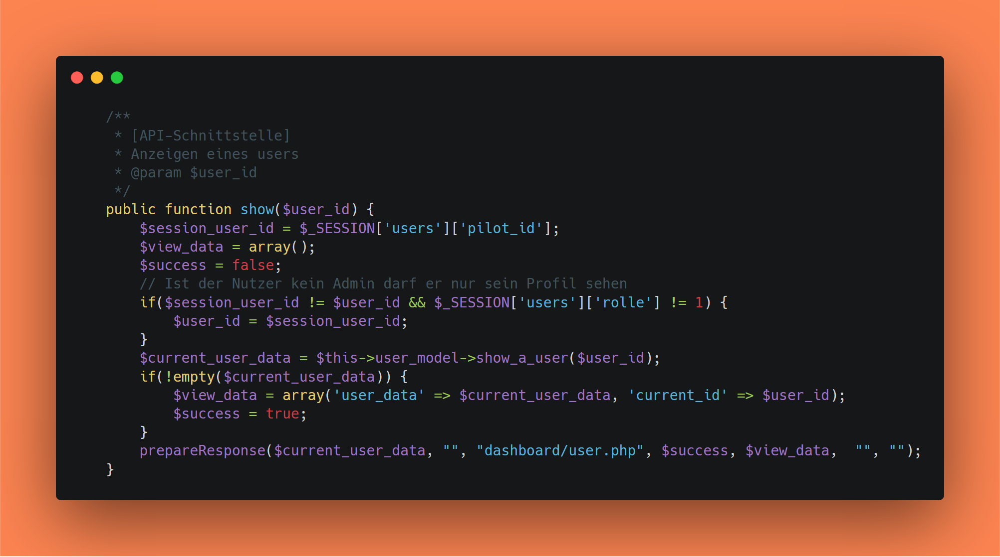 /**
 * [API-Schnittstelle]
 * Anzeigen eines users
 * @param $user_id
 */
public function show($user_id) {
    $session_user_id = $_SESSION['users']['pilot_id'];
    $view_data = array();
    $success = false;
    // Ist der Nutzer kein Admin darf er nur sein Profil sehen
    if($session_user_id != $user_id && $_SESSION['users']['rolle'] != 1) {
        $user_id = $session_user_id;
    }
    $current_user_data = $this->user_model->show_a_user($user_id);
    if(!empty($current_user_data)) {
        $view_data = array('user_data' => $current_user_data, 'current_id' => $user_id);
        $success = true;
    }
    prepareResponse($current_user_data, "", "dashboard/user.php", $success, $view_data,  "", "");
}